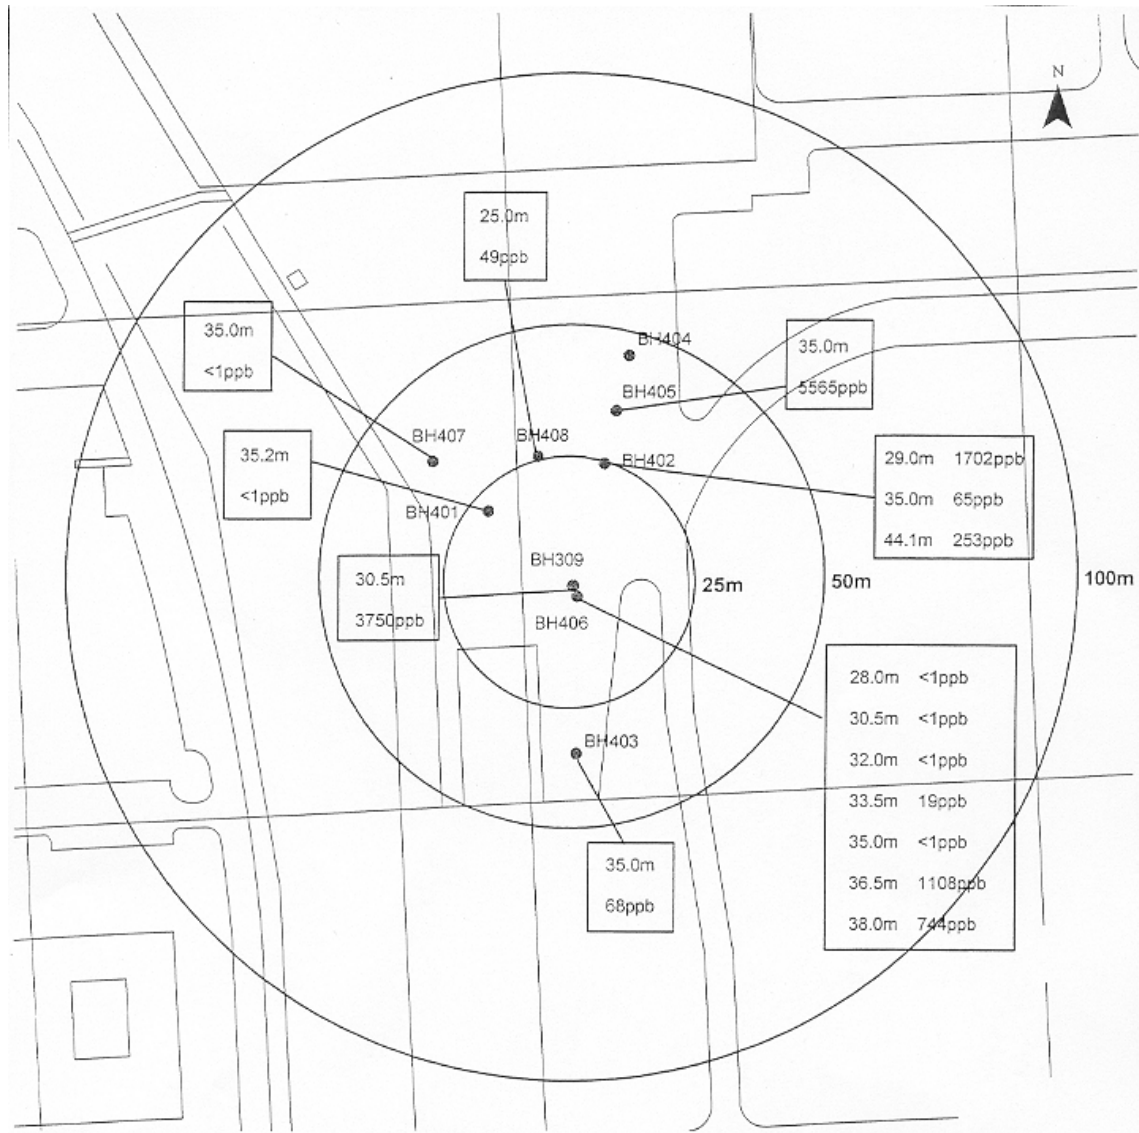 N
25.0m
49ppb
35.0m
<1ppb
BH404
35.0m
5565ppb
BH405
BH407
BH408
35.2m
<1ppb
BH402
29.0m 1702ppb
35.0m 65ppb
44.1m 253ppb
BH401
BH309
30.5m
3750ppb
25m
50m
100m
BH406
28.0m <1ppb
30.5m <1ppb
32.0m <1ppb
33.5m 19ppb
35.0m <1ppb
36.5m 1108ppb
38.0m 744ppb
BH403
35.0m
68ppb